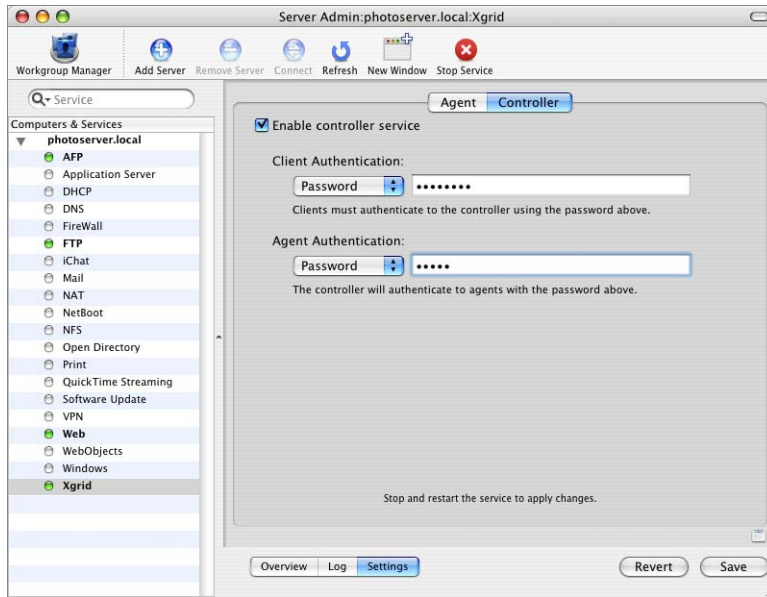 Server Admin:photoserver.local:Xgrid
Workgroup Manager Add Server Remove Server Connect Refresh New Window Stop Service
Service
Computers & Services
photoserver.local
AFP
Application Server
DHCP
DNS
FireWall
FTP
iChat
Mail
NAT
NetBoot
NFS
Open Directory
Print
QuickTime Streaming
Software Update
VPN
Web
WebObjects
Windows
Xgrid
Agent Controller
Enable controller service
Client Authentication:
Password ••••••••
Clients must authenticate to the controller using the password above.
Agent Authentication:
Password •••••
The controller will authenticate to agents with the password above.
Stop and restart the service to apply changes.
Overview Log Settings
Revert Save